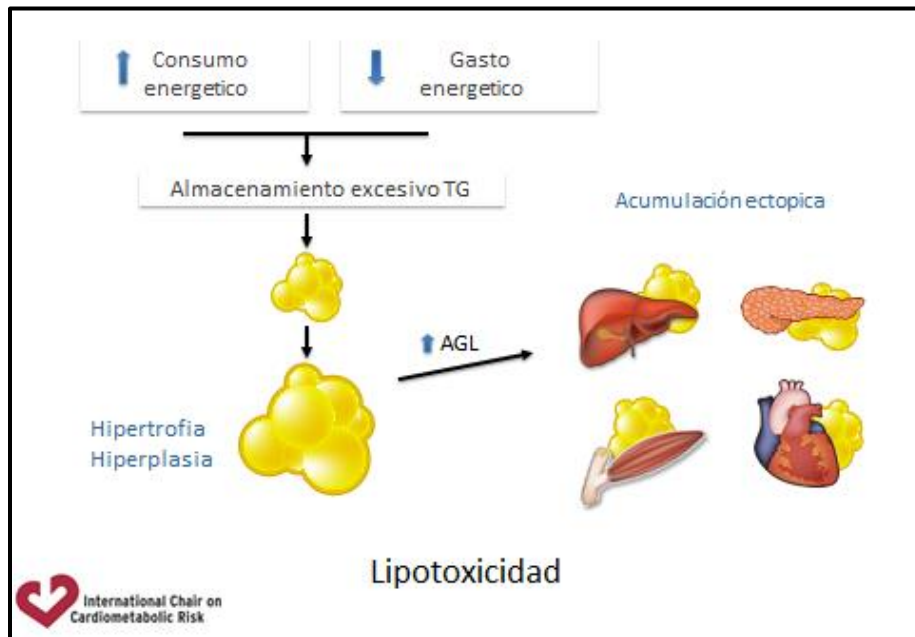 Consumo
energetico
Gasto
energetico
Almacenamiento excesivo TG
Acumulación ectopica
AGL
Hipertrofia
Hiperplasia
Lipotoxicidad
International Chair on
Cardiometabolic Risk